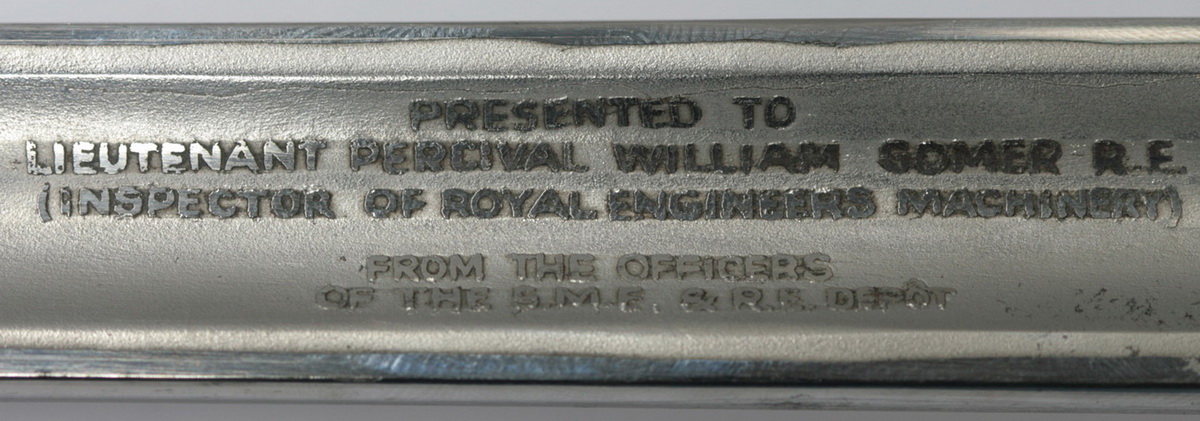 PRESENTED TO
LIEUTENANT PERCIVAL WILLIAM GOMER R.E.
(INSPECTOR OF ROYAL ENGINEERS MACHINERY)
FROM THE OFFICERS
OF THE S.M.E. & R.E. DEPÔT